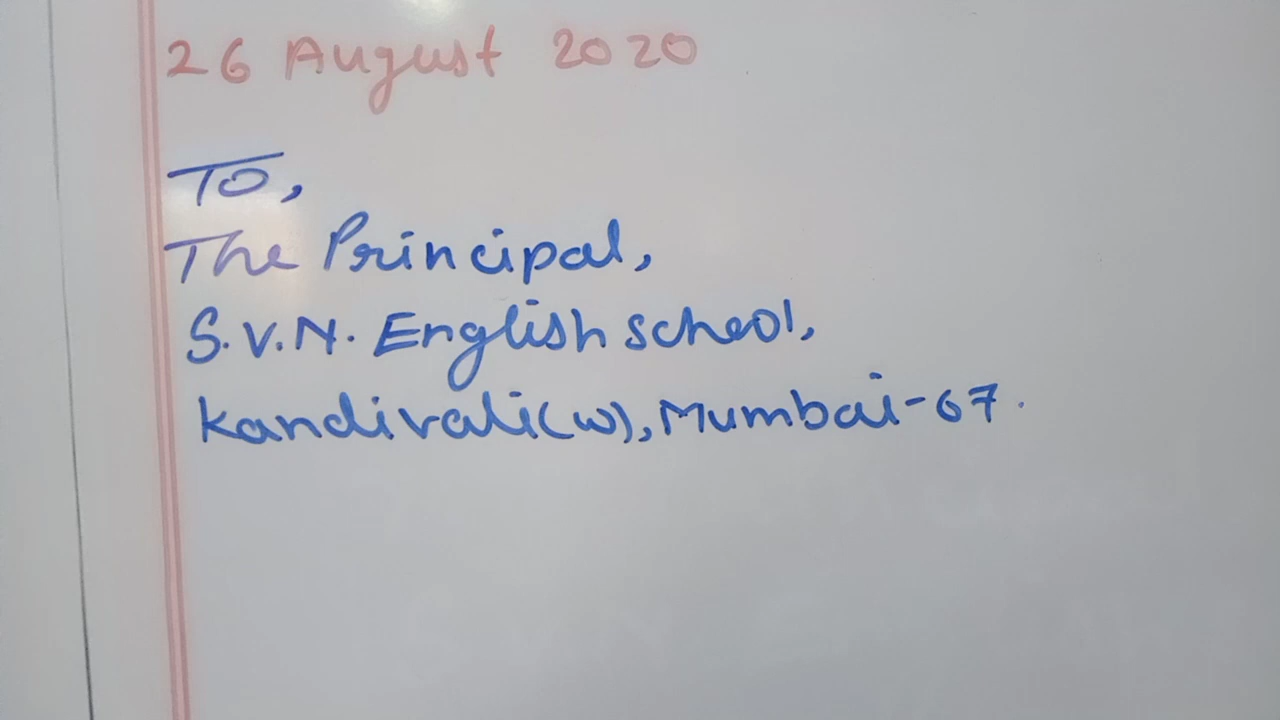 26 August 2020
To,
The Principal,
S.V.N. English school,
Kandivali(w), Mumbai-67.